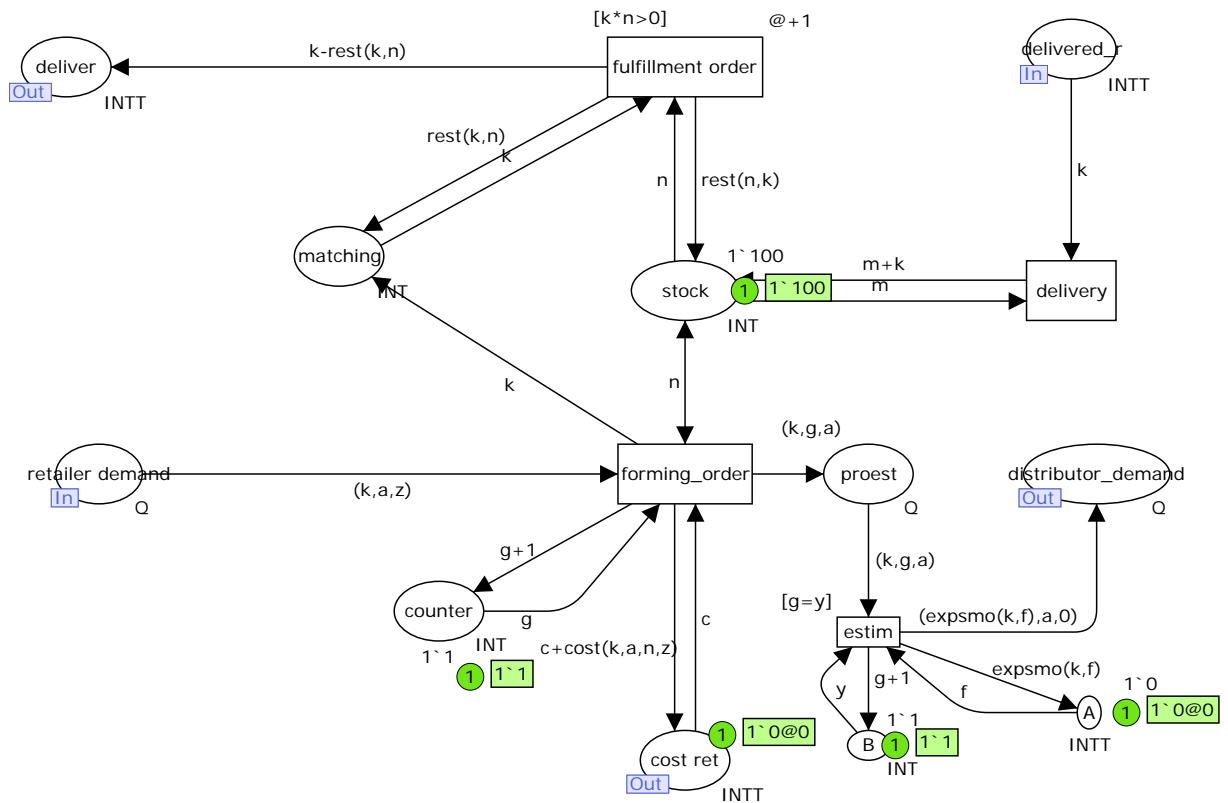 [k*n>0]
@+1
deliver
Out
INTT
k-rest(k,n)
fulfillment order
delivered_r
In
INTT
rest(k,n)
k
n
rest(n,k)
k
matching
INT
1`100
stock
1
1`100
INT
m+k
m
delivery
k
n
(k,g,a)
retailer demand
In
Q
(k,a,z)
forming_order
proest
Q
distributor_demand
Out
Q
g+1
counter
g
INT
1`1
1
1`1
c+cost(k,a,n,z)
c
(k,g,a)
[g=y]
estim
(expsmo(k,f),a,0)
expsmo(k,f)
y
g+1
f
A
1`0
1
1`0@0
INTT
1`1
B
1
1`1
INT
1
1`0@0
cost ret
Out
INTT